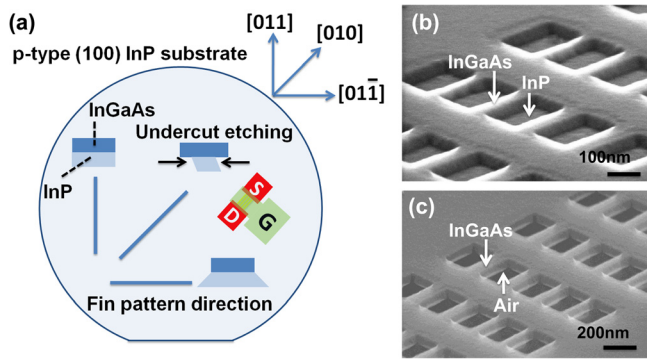 (a)
p-type (100) InP substrate
[011]
[010]
[011̄]
InGaAs
Undercut etching
InP
S
D
G
Fin pattern direction
(b)
InGaAs
InP
100nm
(c)
InGaAs
Air
200nm